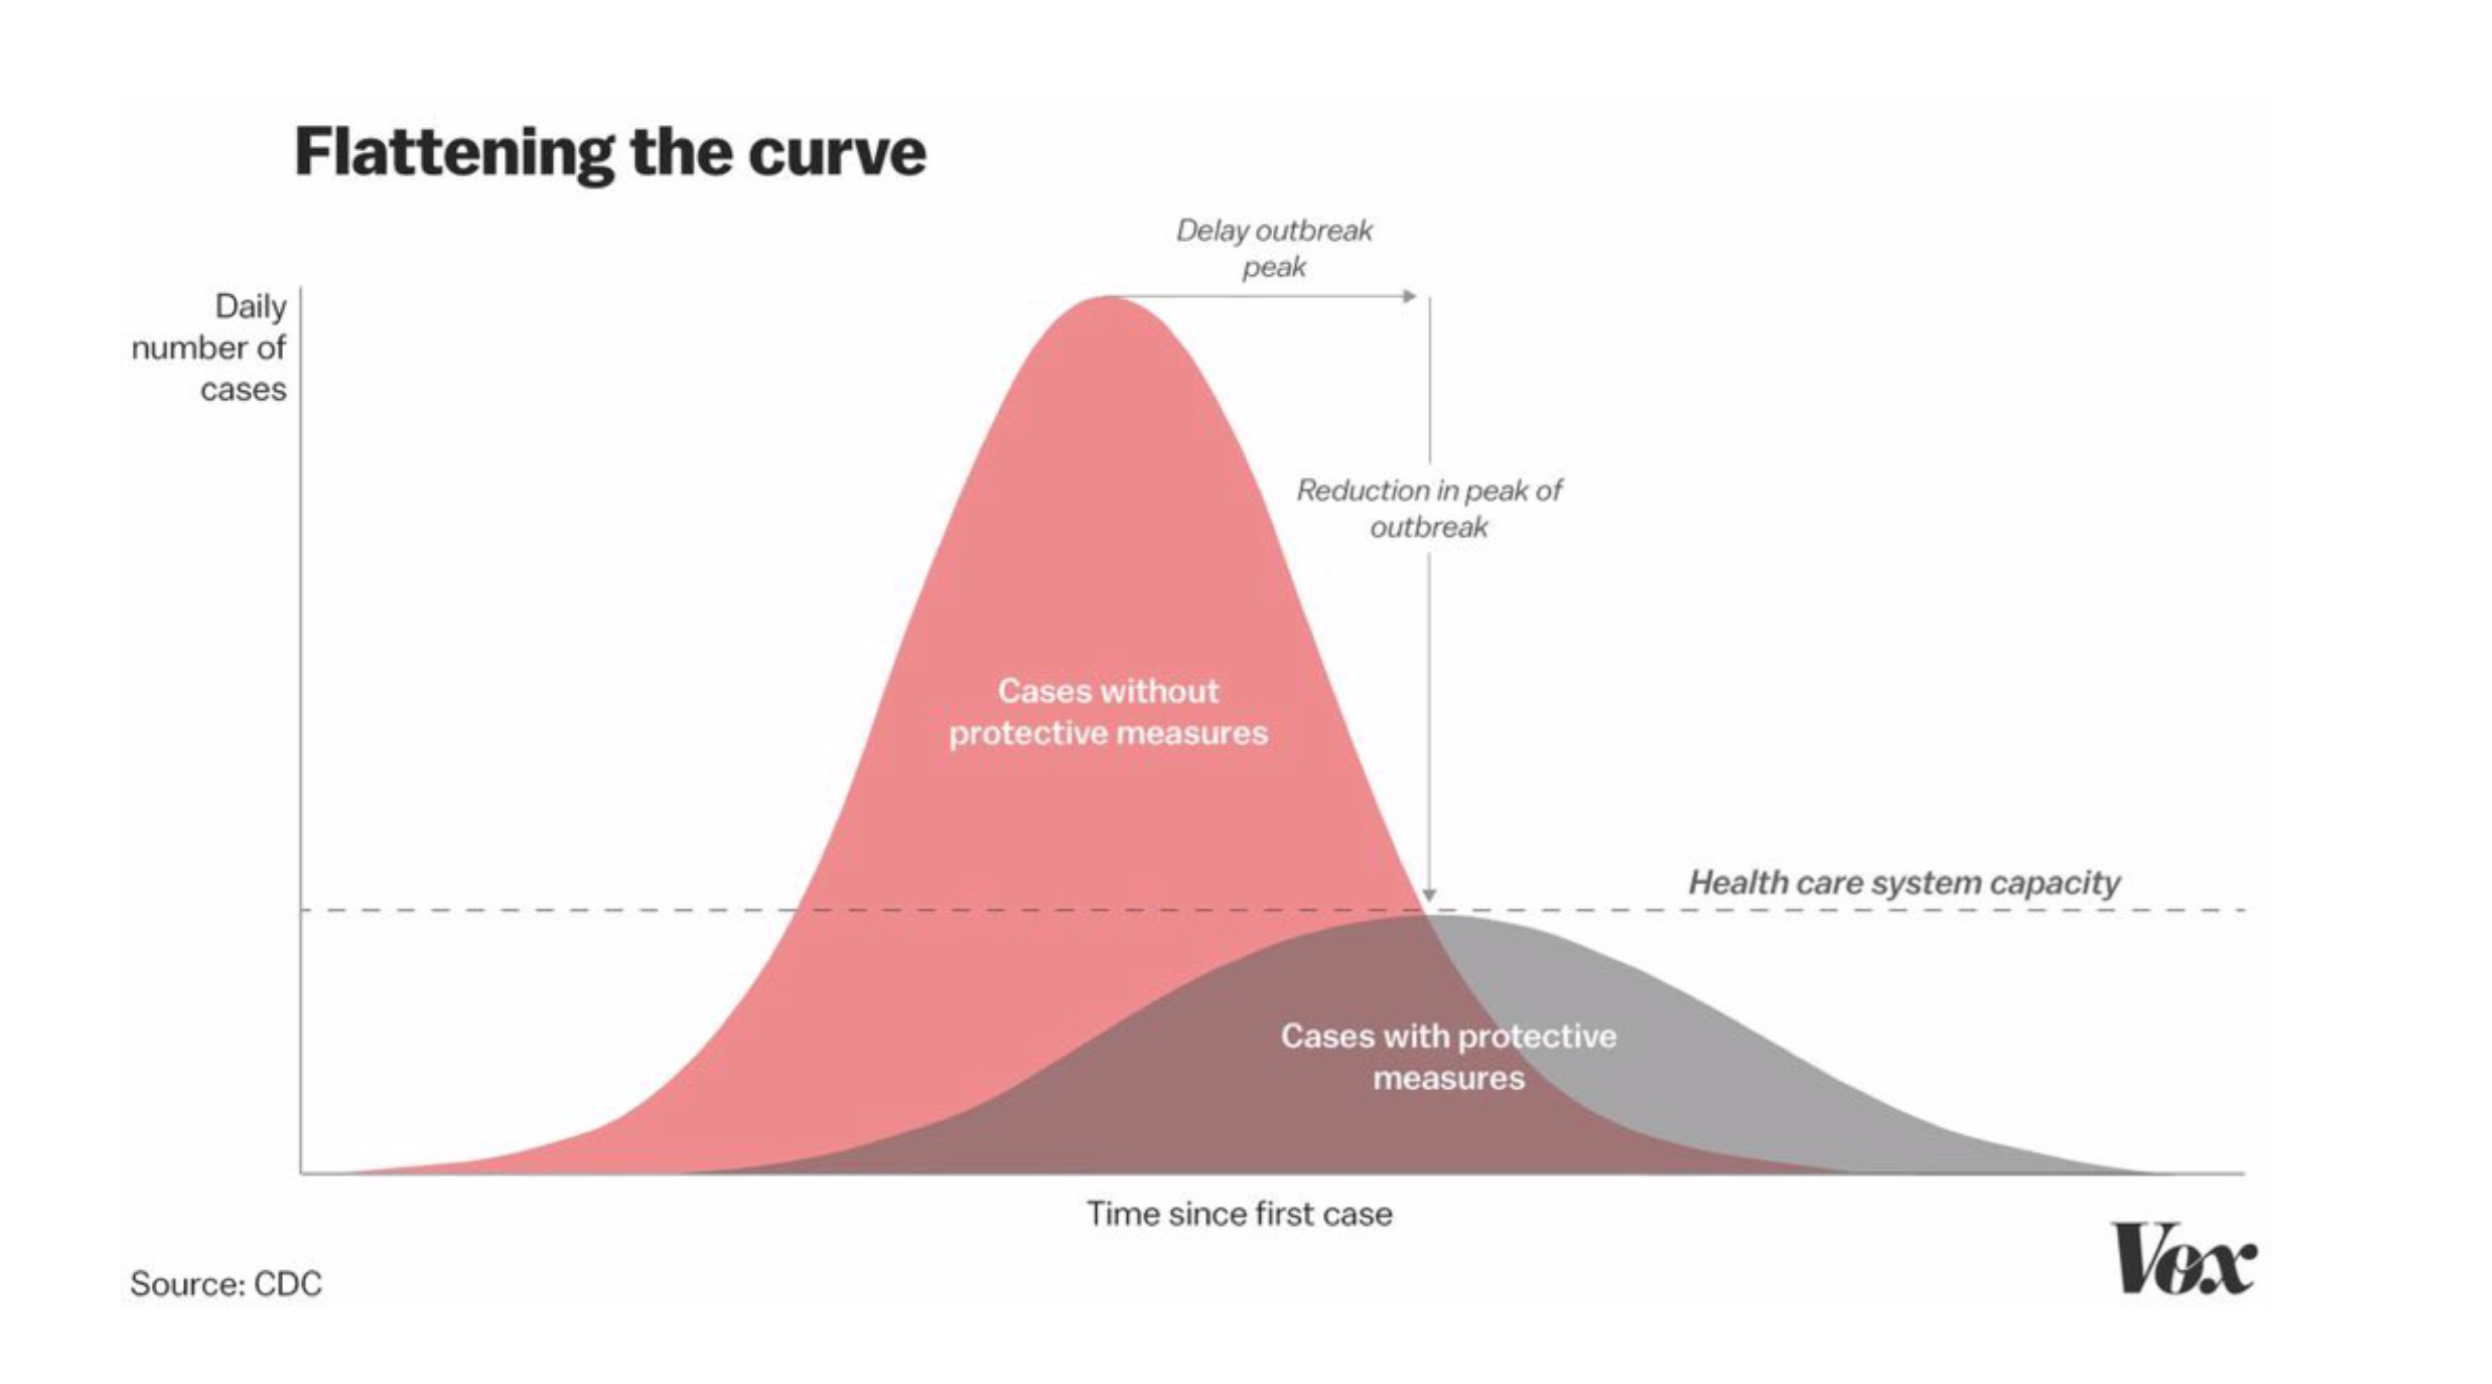 Flattening the curve
Delay outbreak
peak
Daily
number of
cases
Reduction in peak of
outbreak
Cases without
protective measures
Health care system capacity
Cases with protective
measures
Time since first case
Source: CDC
Vox